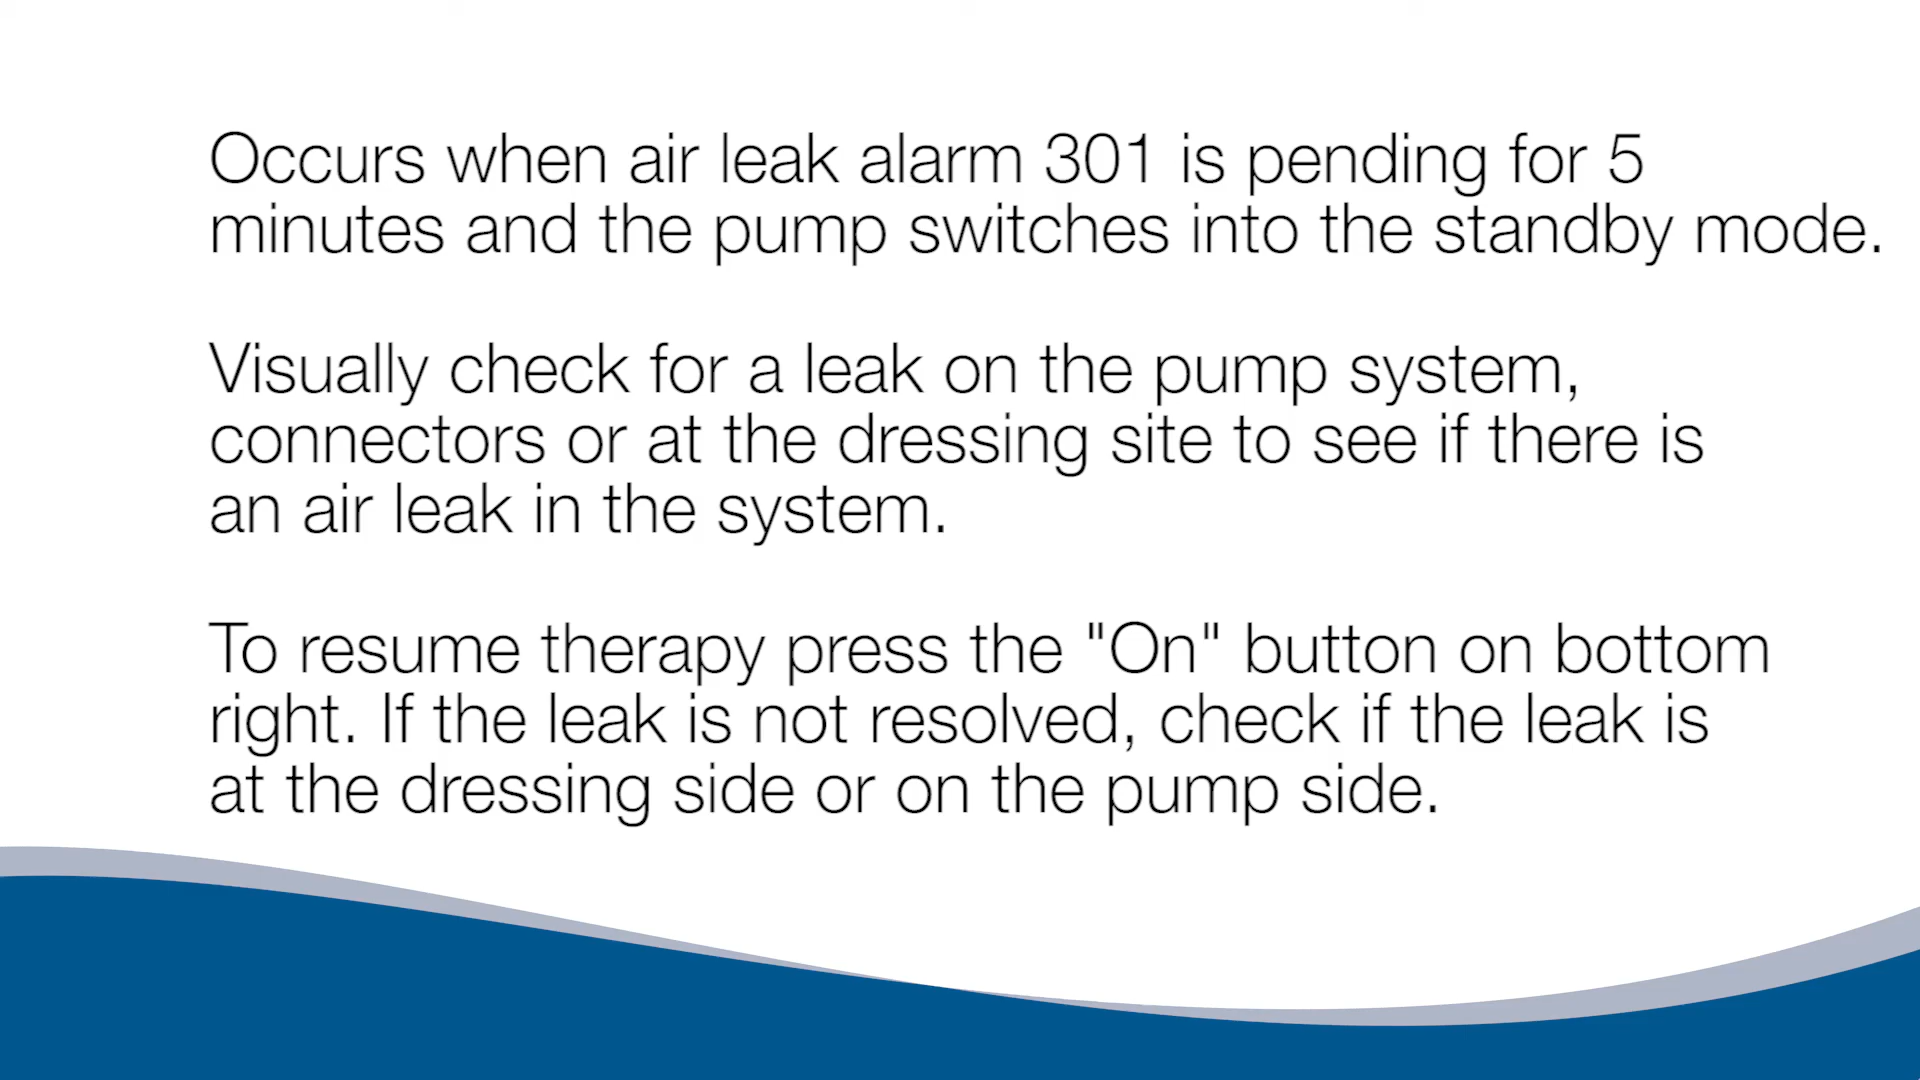 Occurs when air leak alarm 301 is pending for 5
minutes and the pump switches into the standby mode.
Visually check for a leak on the pump system,
connectors or at the dressing site to see if there is
an air leak in the system.
To resume therapy press the "On" button on bottom
right. If the leak is not resolved, check if the leak is
at the dressing side or on the pump side.